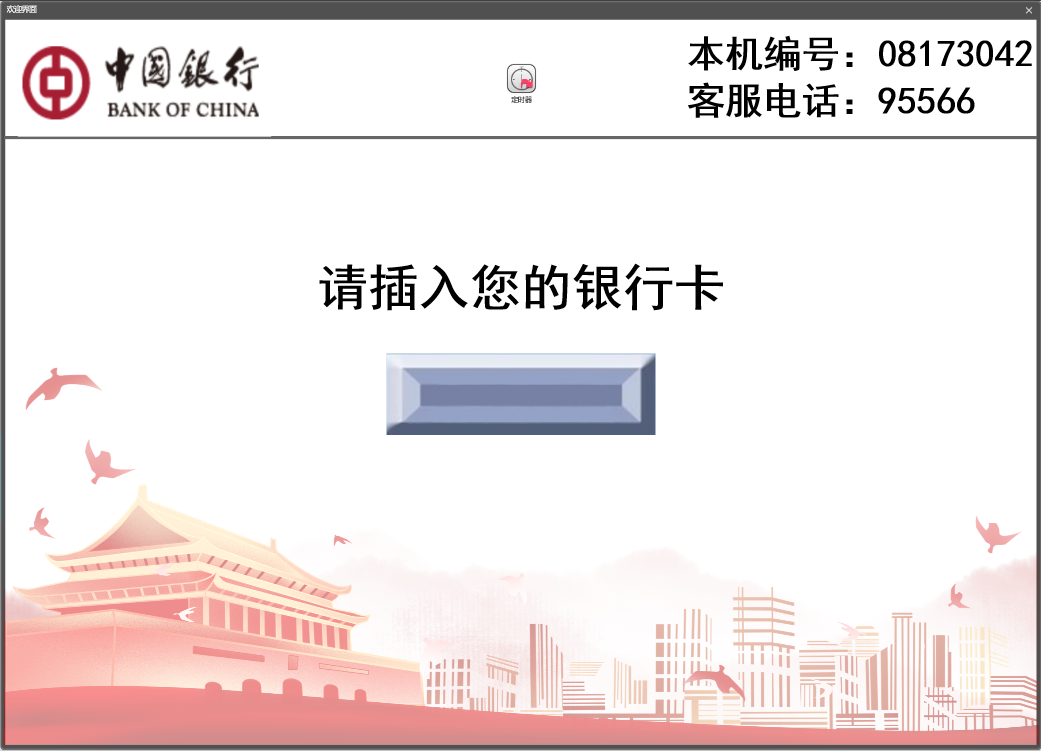 欢迎界面
中国銀行
BANK OF CHINA
定时器
本机编号：08173042
客服电话：95566
请插入您的银行卡